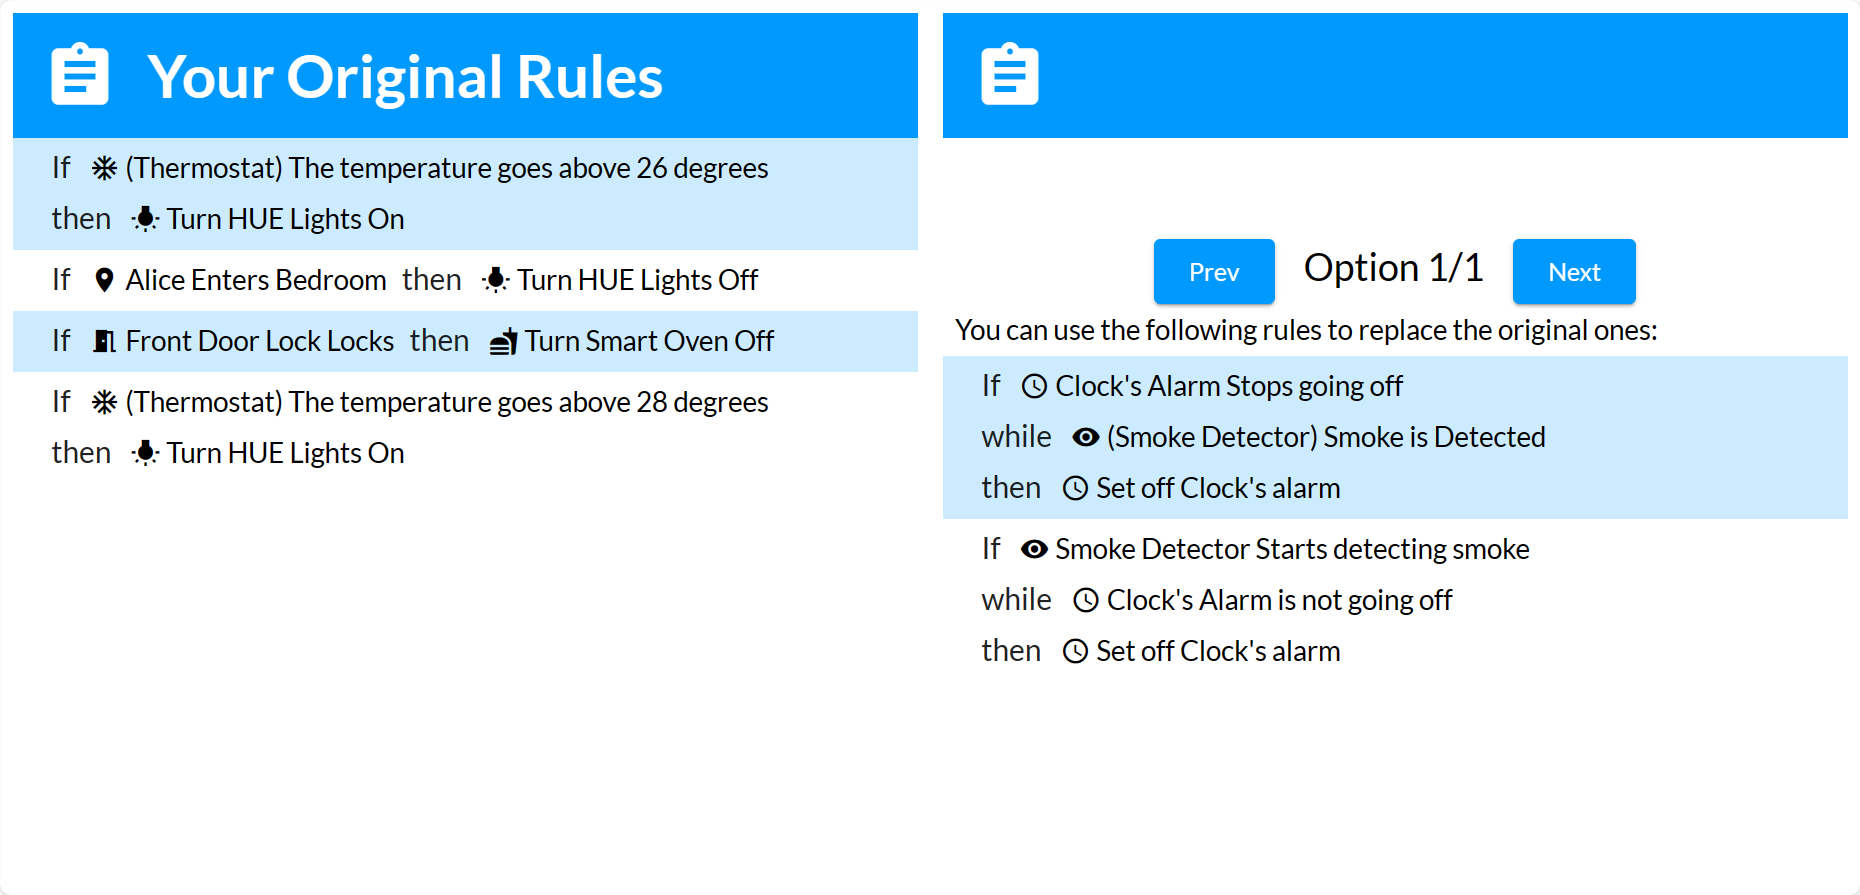 Your Original Rules
If (Thermostat) The temperature goes above 26 degrees
then Turn HUE Lights On
If Alice Enters Bedroom then Turn HUE Lights Off
If Front Door Lock Locks then Turn Smart Oven Off
If (Thermostat) The temperature goes above 28 degrees
then Turn HUE Lights On
Prev Option 1/1 Next
You can use the following rules to replace the original ones:
If Clock's Alarm Stops going off
while (Smoke Detector) Smoke is Detected
then Set off Clock's alarm
If Smoke Detector Starts detecting smoke
while Clock's Alarm is not going off
then Set off Clock's alarm